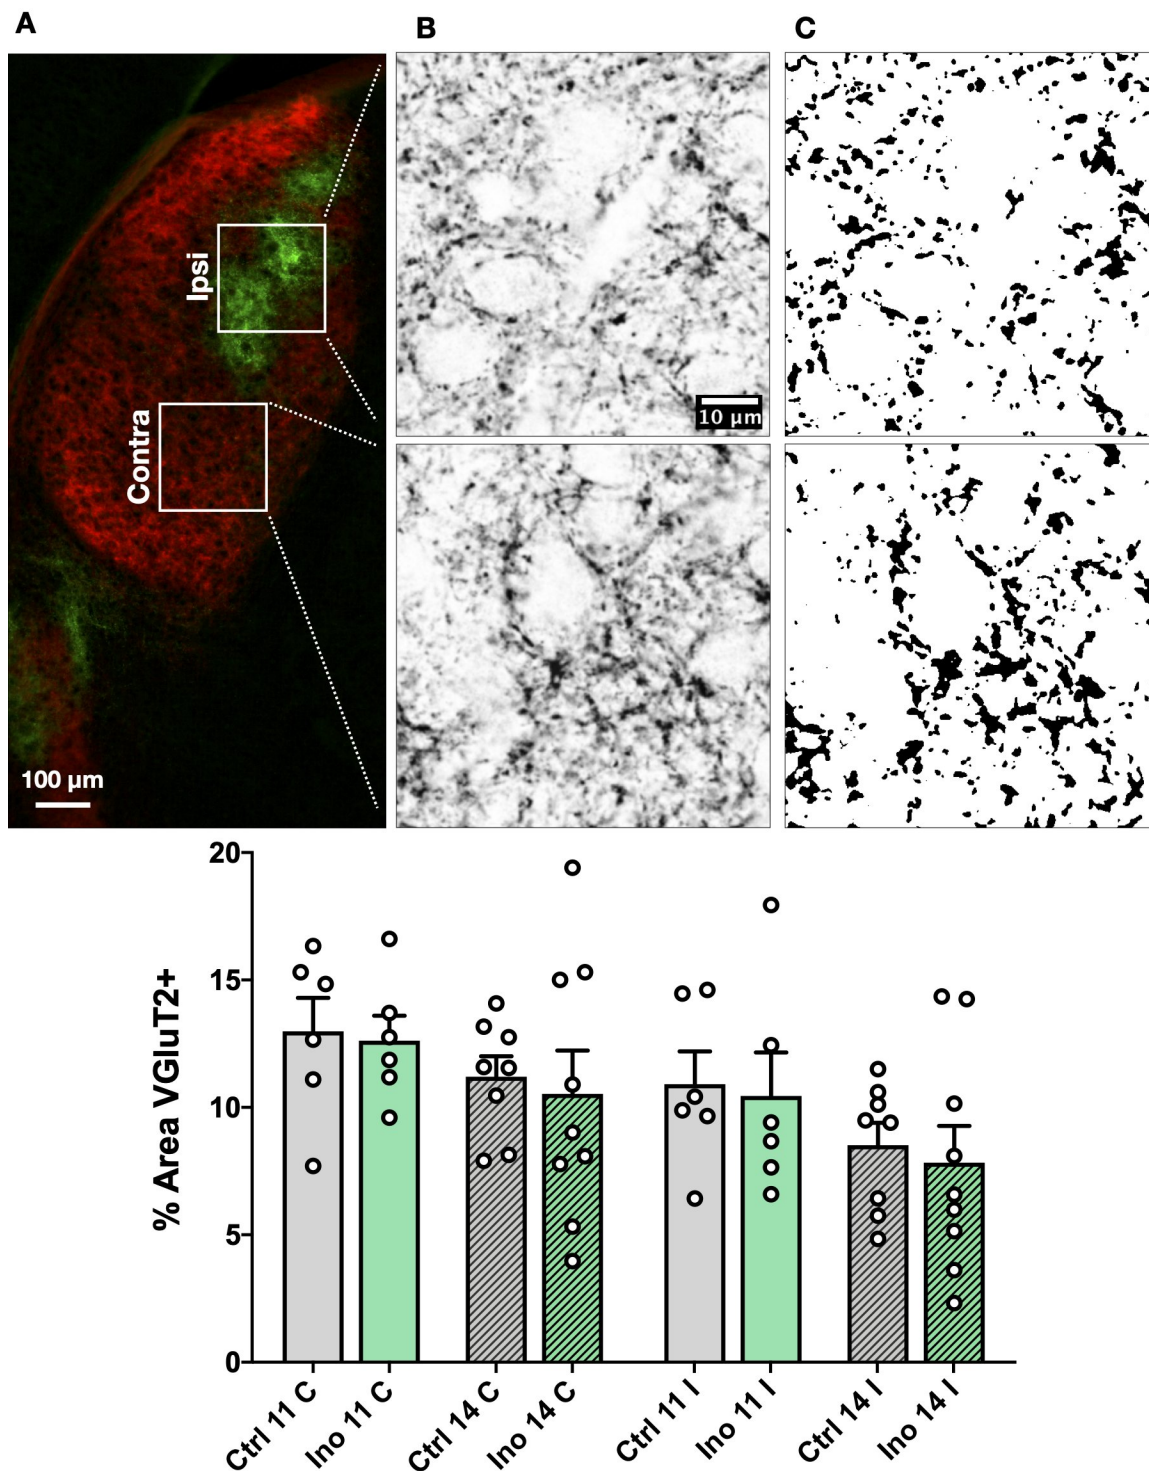 A
B
C
Ipsi
Contra
100 µm
10 µm
% Area VGluT2+
20
15
10
5
0
Ctrl 11 C
Ino 11 C
Ctrl 14 C
Ino 14 C
Ctrl 11 I
Ino 11 I
Ctrl 14 I
Ino 14 I